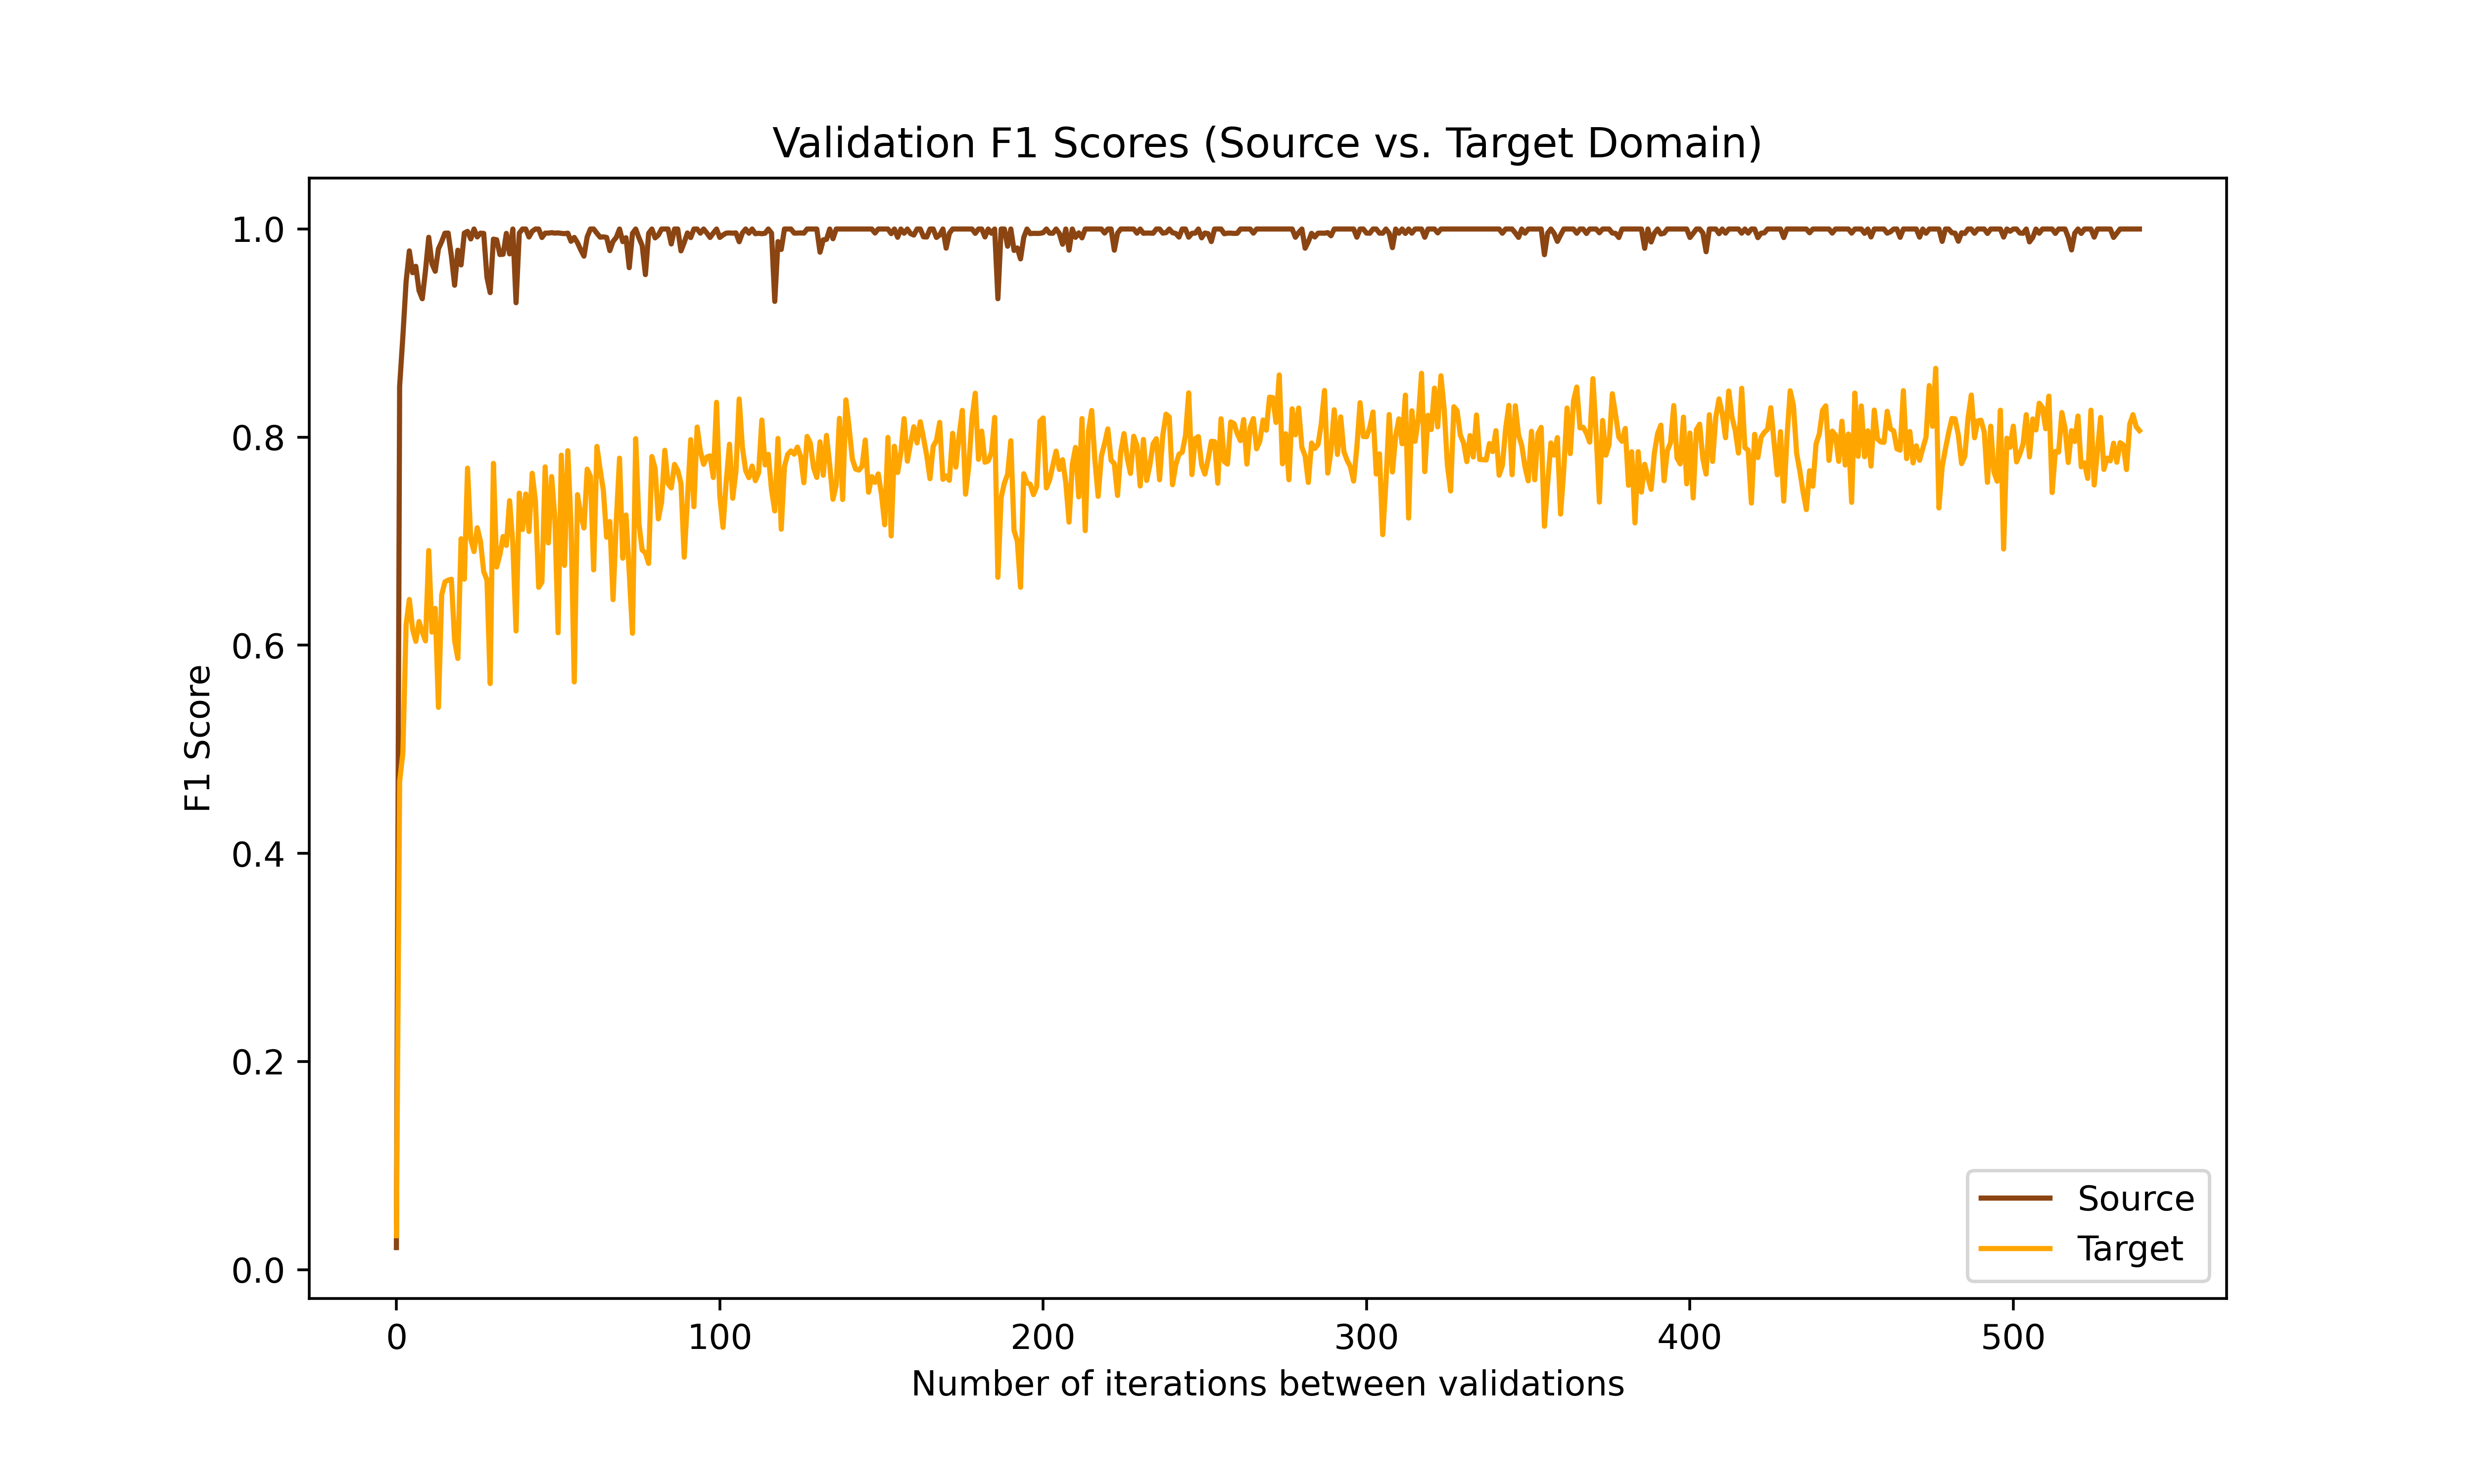 Validation F1 Scores (Source vs. Target Domain)
1.0
0.8
0.6
0.4
0.2
0.0
F1 Score
0 100 200 300 400 500
Number of iterations between validations
Source
Target